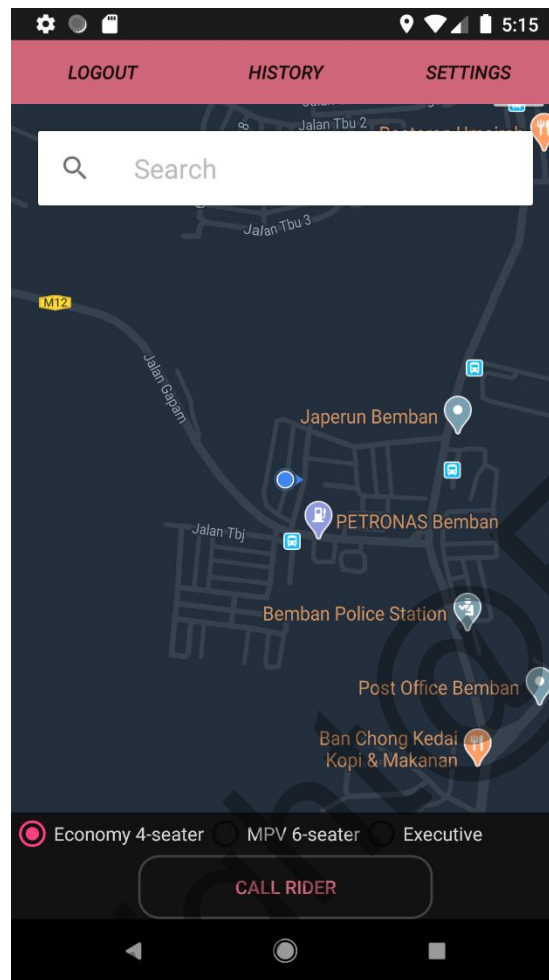 5:15
LOGOUT HISTORY SETTINGS
Jalan Tbu 2
Search
Jalan Tbu 3
M12
Jalan Gapam
Japerun Bemban
PETRONAS Bemban
Jalan Tbj
Bemban Police Station
Post Office Bemban
Ban Chong Kedai
Kopi & Makanan
Economy 4-seater MPV 6-seater Executive
CALL RIDER